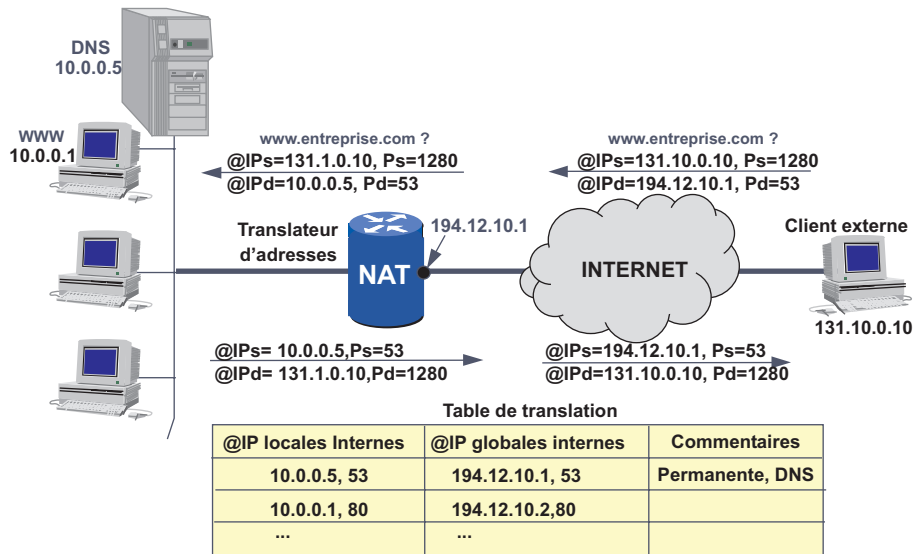 DNS
10.0.0.5
WWW
10.0.0.1
www.entreprise.com ?
@IPs=131.1.0.10, Ps=1280
@IPd=10.0.0.5, Pd=53
www.entreprise.com ?
@IPs=131.10.0.10, Ps=1280
@IPd=194.12.10.1, Pd=53
Translateur
d’adresses
NAT
194.12.10.1
INTERNET
Client externe
131.10.0.10
@IPs= 10.0.0.5,Ps=53
@IPd= 131.1.0.10,Pd=1280
@IPs=194.12.10.1, Ps=53
@IPd=131.10.0.10, Pd=1280
Table de translation
@IP locales Internes @IP globales internes Commentaires
10.0.0.5, 53 194.12.10.1, 53 Permanente, DNS
10.0.0.1, 80 194.12.10.2,80
... ...